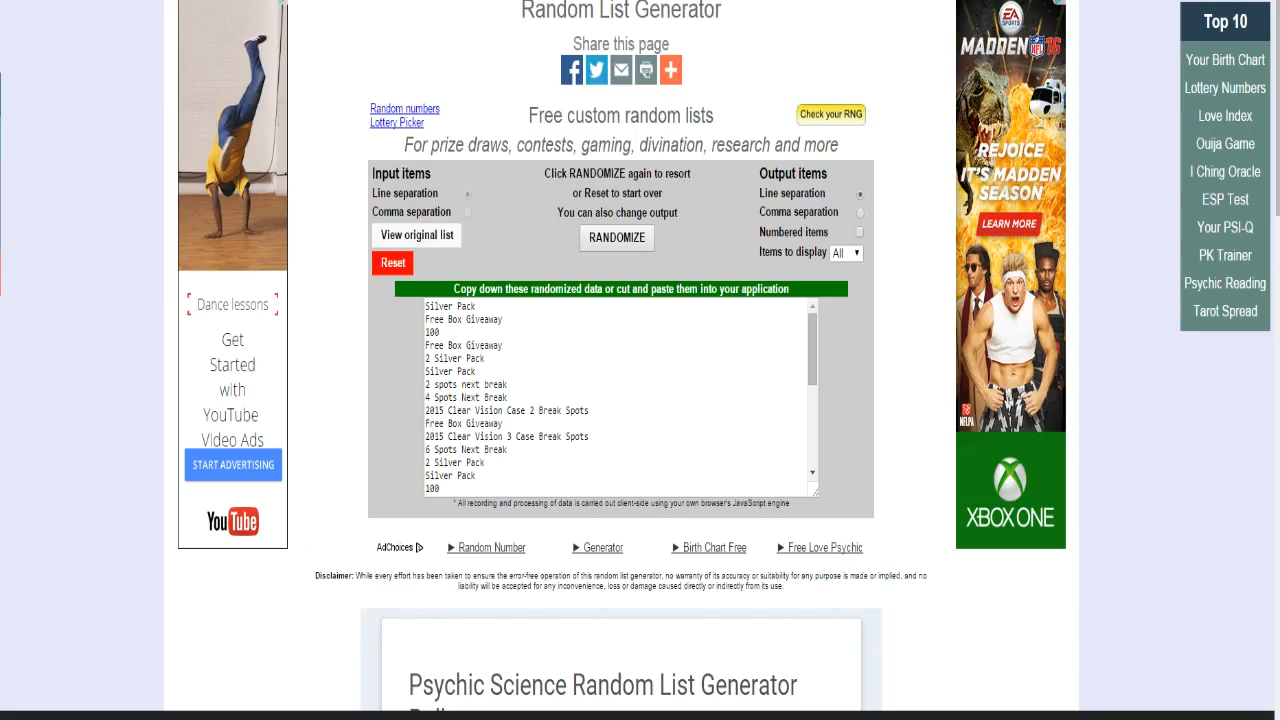 Random List Generator
Share this page
Random numbers
Lottery Picker
Free custom random lists
Check your RNG
For prize draws, contests, gaming, divination, research and more
Input items
Line separation
Comma separation
View original list
Reset
Click RANDOMIZE again to resort
or Reset to start over
You can also change output
RANDOMIZE
Output items
Line separation
Comma separation
Numbered items
Items to display All
Copy down these randomized data or cut and paste them into your application
Silver Pack
Free Box Giveaway
100
Free Box Giveaway
2 Silver Pack
Silver Pack
2 spots next break
4 Spots Next Break
2015 Clear Vision Case 2 Break Spots
Free Box Giveaway
2015 Clear Vision 3 Case Break Spots
6 Spots Next Break
2 Silver Pack
Silver Pack
100
* All recording and processing of data is carried out client-side using your own browser's JavaScript engine
AdChoices
Random Number
Generator
Birth Chart Free
Free Love Psychic
Disclaimer: While every effort has been taken to ensure the error-free operation of this random list generator, no warranty of its accuracy or suitability for any purpose is made or implied, and no
liability will be accepted for any inconvenience, loss or damage caused directly or indirectly from its use.
Psychic Science Random List Generator
Dance lessons
Get
Started
with
YouTube
Video Ads
START ADVERTISING
YouTube
EA
SPORTS
MADDEN NFL 16
REJOICE
IT'S MADDEN
SEASON
LEARN MORE
NFLPA
XBOX ONE
Top 10
Your Birth Chart
Lottery Numbers
Love Index
Ouija Game
I Ching Oracle
ESP Test
Your PSI-Q
PK Trainer
Psychic Reading
Tarot Spread